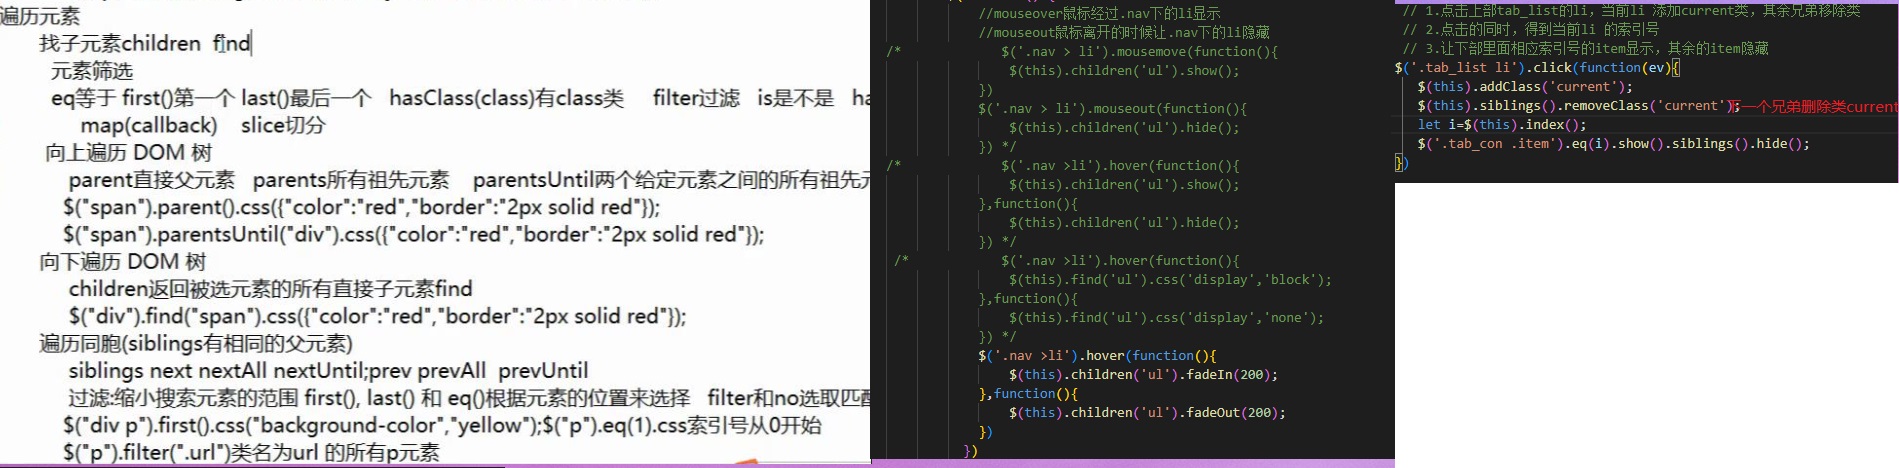 遍历元素
找子元素children find
元素筛选
eq等于 first()第一个 last()最后一个 hasClass(class)有class类 filter过滤 is是不是 ha
map(callback) slice切分
向上遍历 DOM 树
parent直接父元素 parents所有祖先元素 parentsUntil两个给定元素之间的所有祖先元
$("span").parent().css({"color":"red","border":"2px solid red"});
$("span").parentsUntil("div").css({"color":"red","border":"2px solid red"});
向下遍历 DOM 树
children返回被选元素的所有直接子元素find
$("div").find("span").css({"color":"red","border":"2px solid red"});
遍历同胞(siblings有相同的父元素)
siblings next nextAll nextUntil;prev prevAll prevUntil
过滤:缩小搜索元素的范围 first(), last() 和 eq()根据元素的位置来选择 filter和no选取匹配
$("div p").first().css("background-color","yellow");$("p").eq(1).css索引号从0开始
$("p").filter(".url")类名为url 的所有p元素
//mouseover鼠标经过.nav下的li显示
//mouseout鼠标离开的时候让.nav下的li隐藏
/* $('.nav > li').mousemove(function(){
$(this).children('ul').show();
})
$('.nav > li').mouseout(function(){
$(this).children('ul').hide();
}) */
/* $('.nav >li').hover(function(){
$(this).children('ul').show();
},function(){
$(this).children('ul').hide();
}) */
/* $('.nav >li').hover(function(){
$(this).find('ul').css('display','block');
},function(){
$(this).find('ul').css('display','none');
}) */
$('.nav >li').hover(function(){
$(this).children('ul').fadeIn(200);
},function(){
$(this).children('ul').fadeOut(200);
})
})
// 1.点击上部tab_list的li，当前li 添加current类，其余兄弟移除类
// 2.点击的同时，得到当前li 的索引号
// 3.让下部里面相应索引号的item显示，其余的item隐藏
$('.tab_list li').click(function(ev){
$(this).addClass('current');
$(this).siblings().removeClass('current'); 下一个兄弟删除类current
let i=$(this).index();
$('.tab_con .item').eq(i).show().siblings().hide();
})